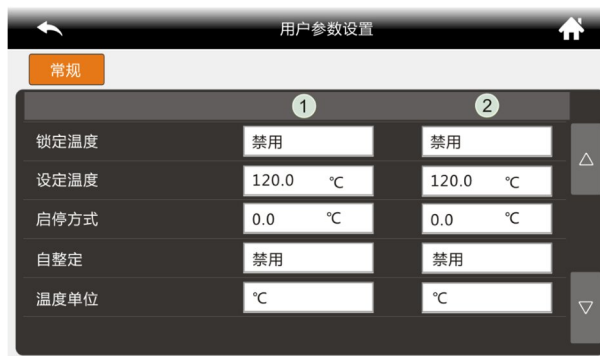 用户参数设置
常规
1 2
锁定温度 禁用 禁用
设定温度 120.0 ℃ 120.0 ℃
启停方式 0.0 ℃ 0.0 ℃
自整定 禁用 禁用
温度单位 ℃ ℃